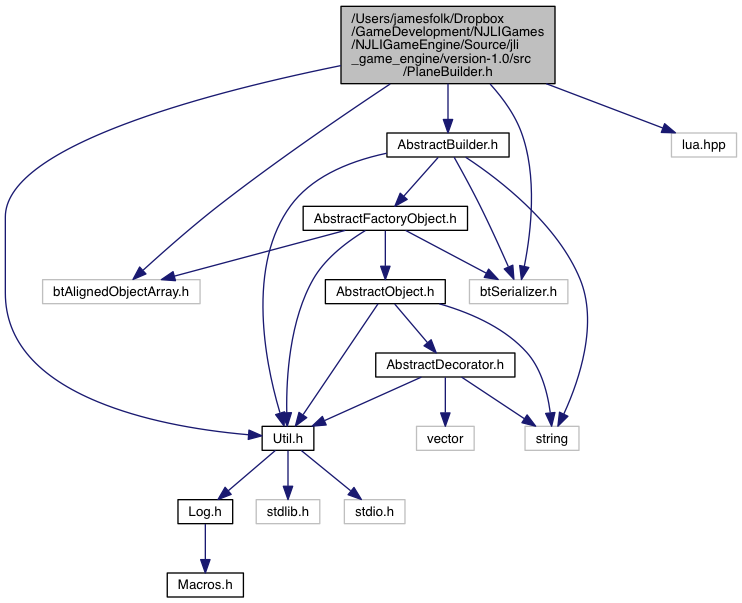 /Users/jamesfolk/Dropbox
/GameDevelopment/NJLIGames
/NJLIGameEngine/Source/jli
_game_engine/version-1.0/src
/PlaneBuilder.h
AbstractBuilder.h
lua.hpp
AbstractFactoryObject.h
btAlignedObjectArray.h
AbstractObject.h
btSerializer.h
AbstractDecorator.h
Util.h
vector
string
Log.h
stdlib.h
stdio.h
Macros.h